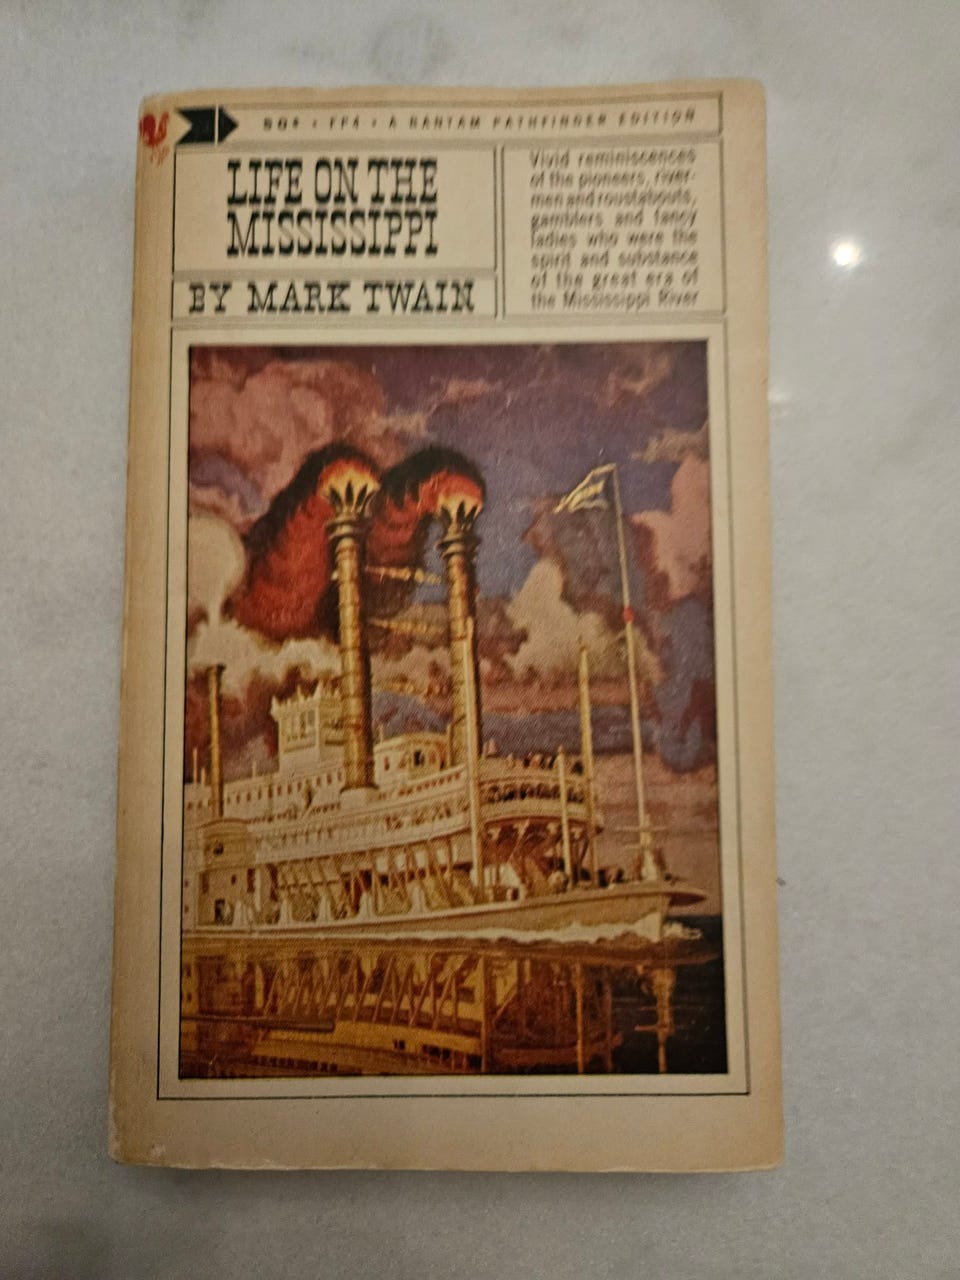 50¢ • FP4 • A BANTAM PATHFINDER EDITION
LIFE ON THE
MISSISSIPPI
BY MARK TWAIN
Vivid reminiscences
of the pioneers, river-
men and roustabouts,
gamblers and fancy
ladies who were the
spirit and substance
of the great era of
the Mississippi River